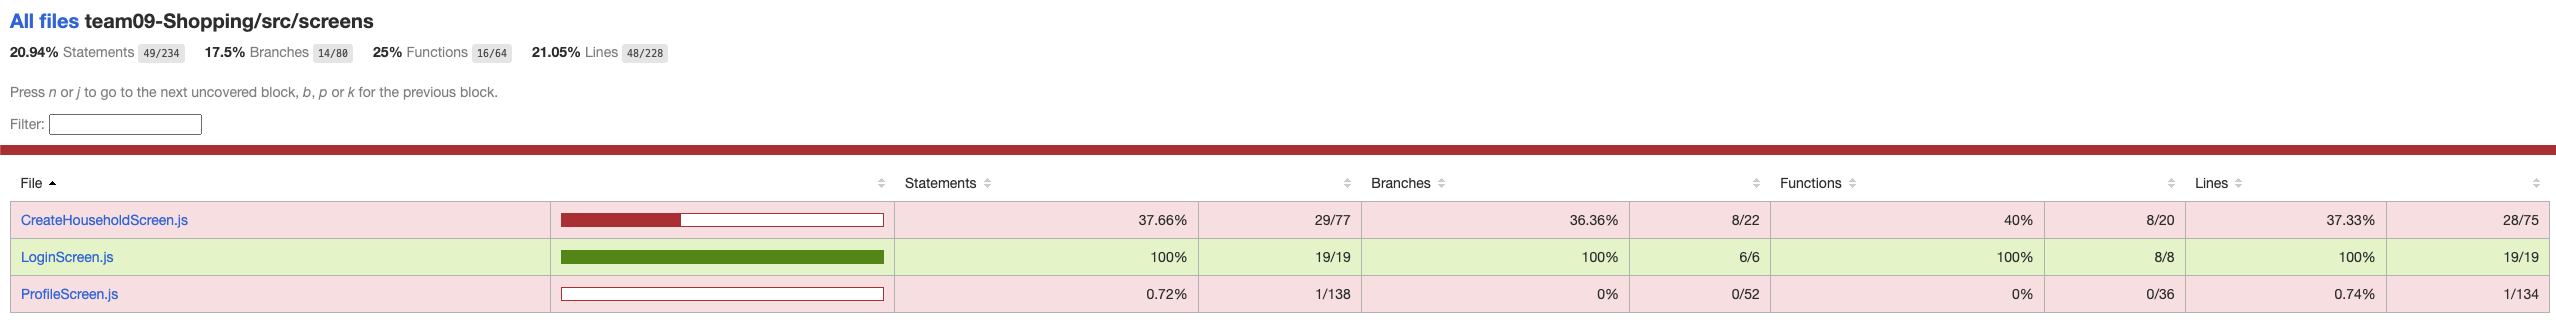 All files team09-Shopping/src/screens
20.94% Statements 49/234 17.5% Branches 14/80 25% Functions 16/64 21.05% Lines 48/228
Press n or j to go to the next uncovered block, b, p or k for the previous block.
Filter:
File Statements Branches Functions Lines
CreateHouseholdScreen.js 37.66% 29/77 36.36% 8/22 40% 8/20 37.33% 28/75
LoginScreen.js 100% 19/19 100% 6/6 100% 8/8 100% 19/19
ProfileScreen.js 0.72% 1/138 0% 0/52 0% 0/36 0.74% 1/134